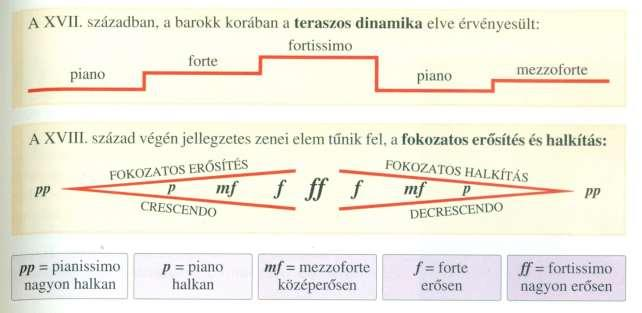 A XVII. században, a barokk korában a teraszos dinamika elve érvényesült:
fortissimo
forte
piano
piano
mezzoforte
A XVIII. század végén jellegzetes zenei elem tűnik fel, a fokozatos erősítés és halkítás:
FOKOZATOS ERŐSÍTÉS
FOKOZATOS HALKÍTÁS
pp p mf f ff f mf p pp
CRESCENDO
DECRESCENDO
pp = pianissimo
nagyon halkan
p = piano
halkan
mf = mezzoforte
középerősen
f = forte
erősen
ff = fortissimo
nagyon erősen